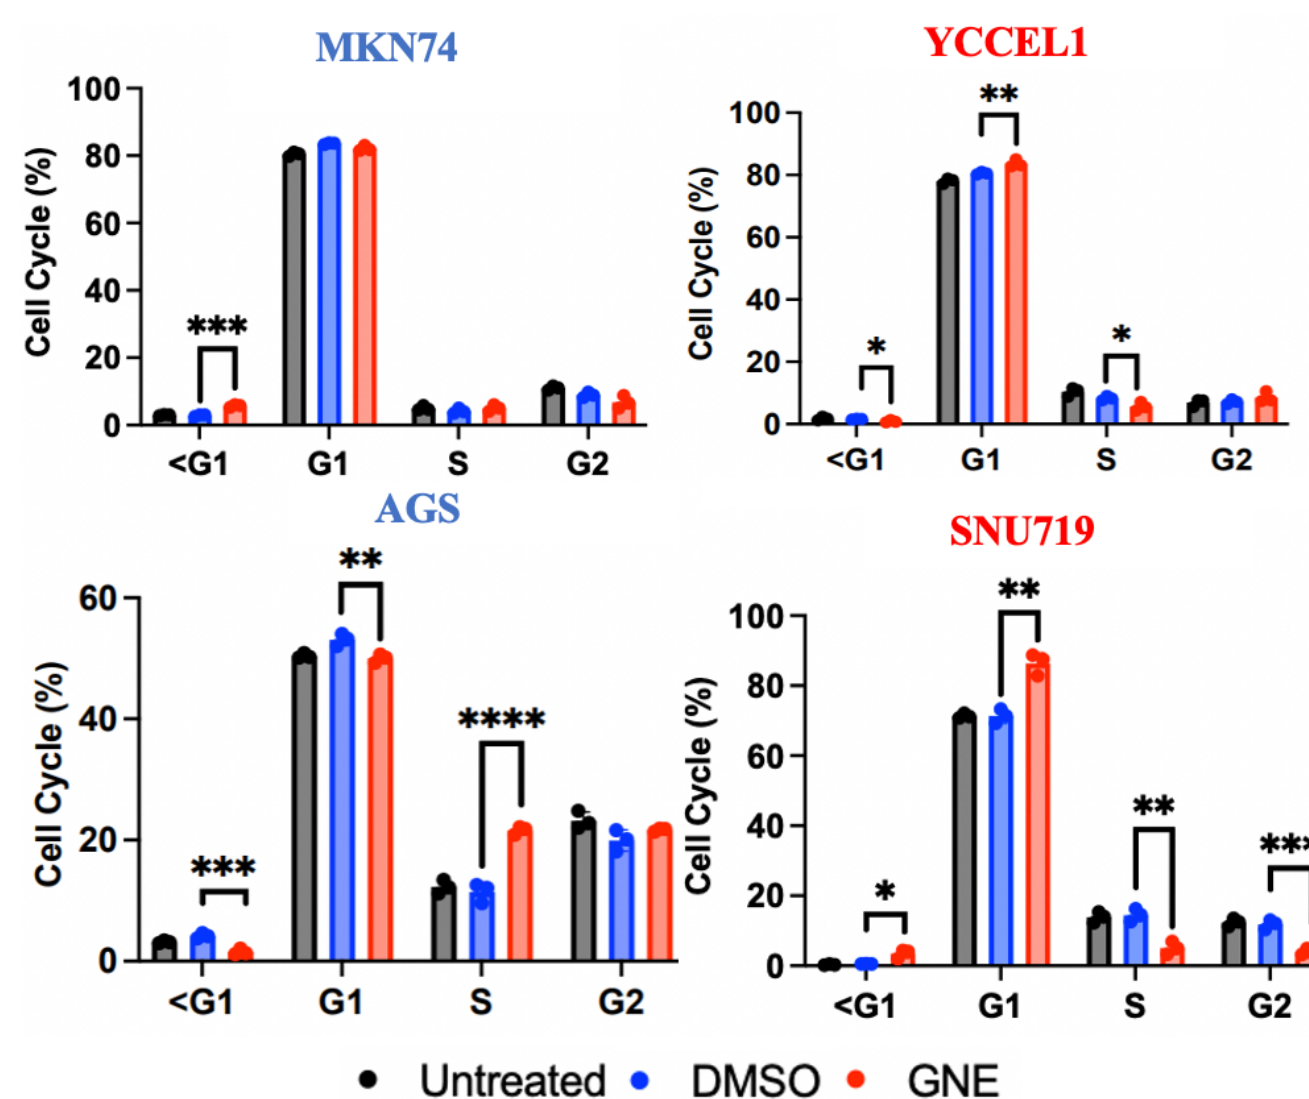 MKN74
Cell Cycle (%)
100
80
60
40
20
0
***
<G1 G1 S G2
YCCEL1
Cell Cycle (%)
100
80
60
40
20
0
*
**
*
<G1 G1 S G2
AGS
Cell Cycle (%)
60
40
20
0
***
**
****
<G1 G1 S G2
SNU719
Cell Cycle (%)
100
80
60
40
20
0
*
**
**
***
<G1 G1 S G2
Untreated DMSO GNE